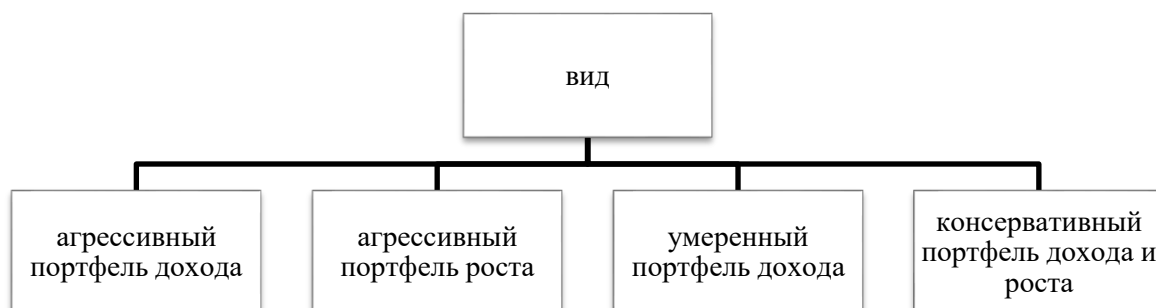 вид
агрессивный
портфель дохода
агрессивный
портфель роста
умеренный
портфель дохода
консервативный
портфель дохода и
роста